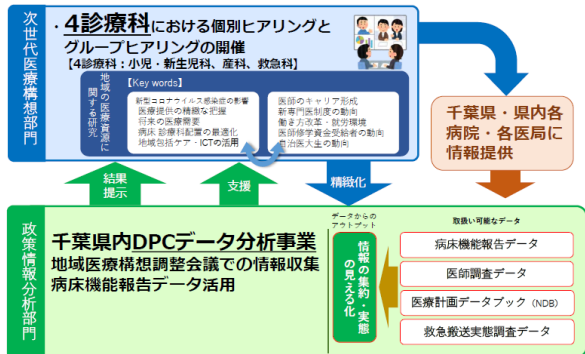 次世代医療構想部門
・4診療科における個別ヒアリングと
グループヒアリングの開催
【4診療科：小児・新生児科、産科、救急科】
地域の医療資源に
関する研究
【Key words】
新型コロナウイルス感染症の影響
医療提供の精緻な把握
将来の医療需要
病床 診療科配置の最適化
地域包括ケア・ICTの活用
医師のキャリア形成
新専門医制度の動向
働き方改革・就労環境
医師修学資金受給者の動向
自治医大生の動向
千葉県・県内各
病院・各医局に
情報提供
結果
提示
支援
精緻化
政策情報分析部門
千葉県内DPCデータ分析事業
地域医療構想調整会議での情報収集
病床機能報告データ活用
データからの
アウトプット
情報の集約・実態
の見える化
取扱い可能なデータ
病床機能報告データ
医師調査データ
医療計画データブック（NDB）
救急搬送実態調査データ